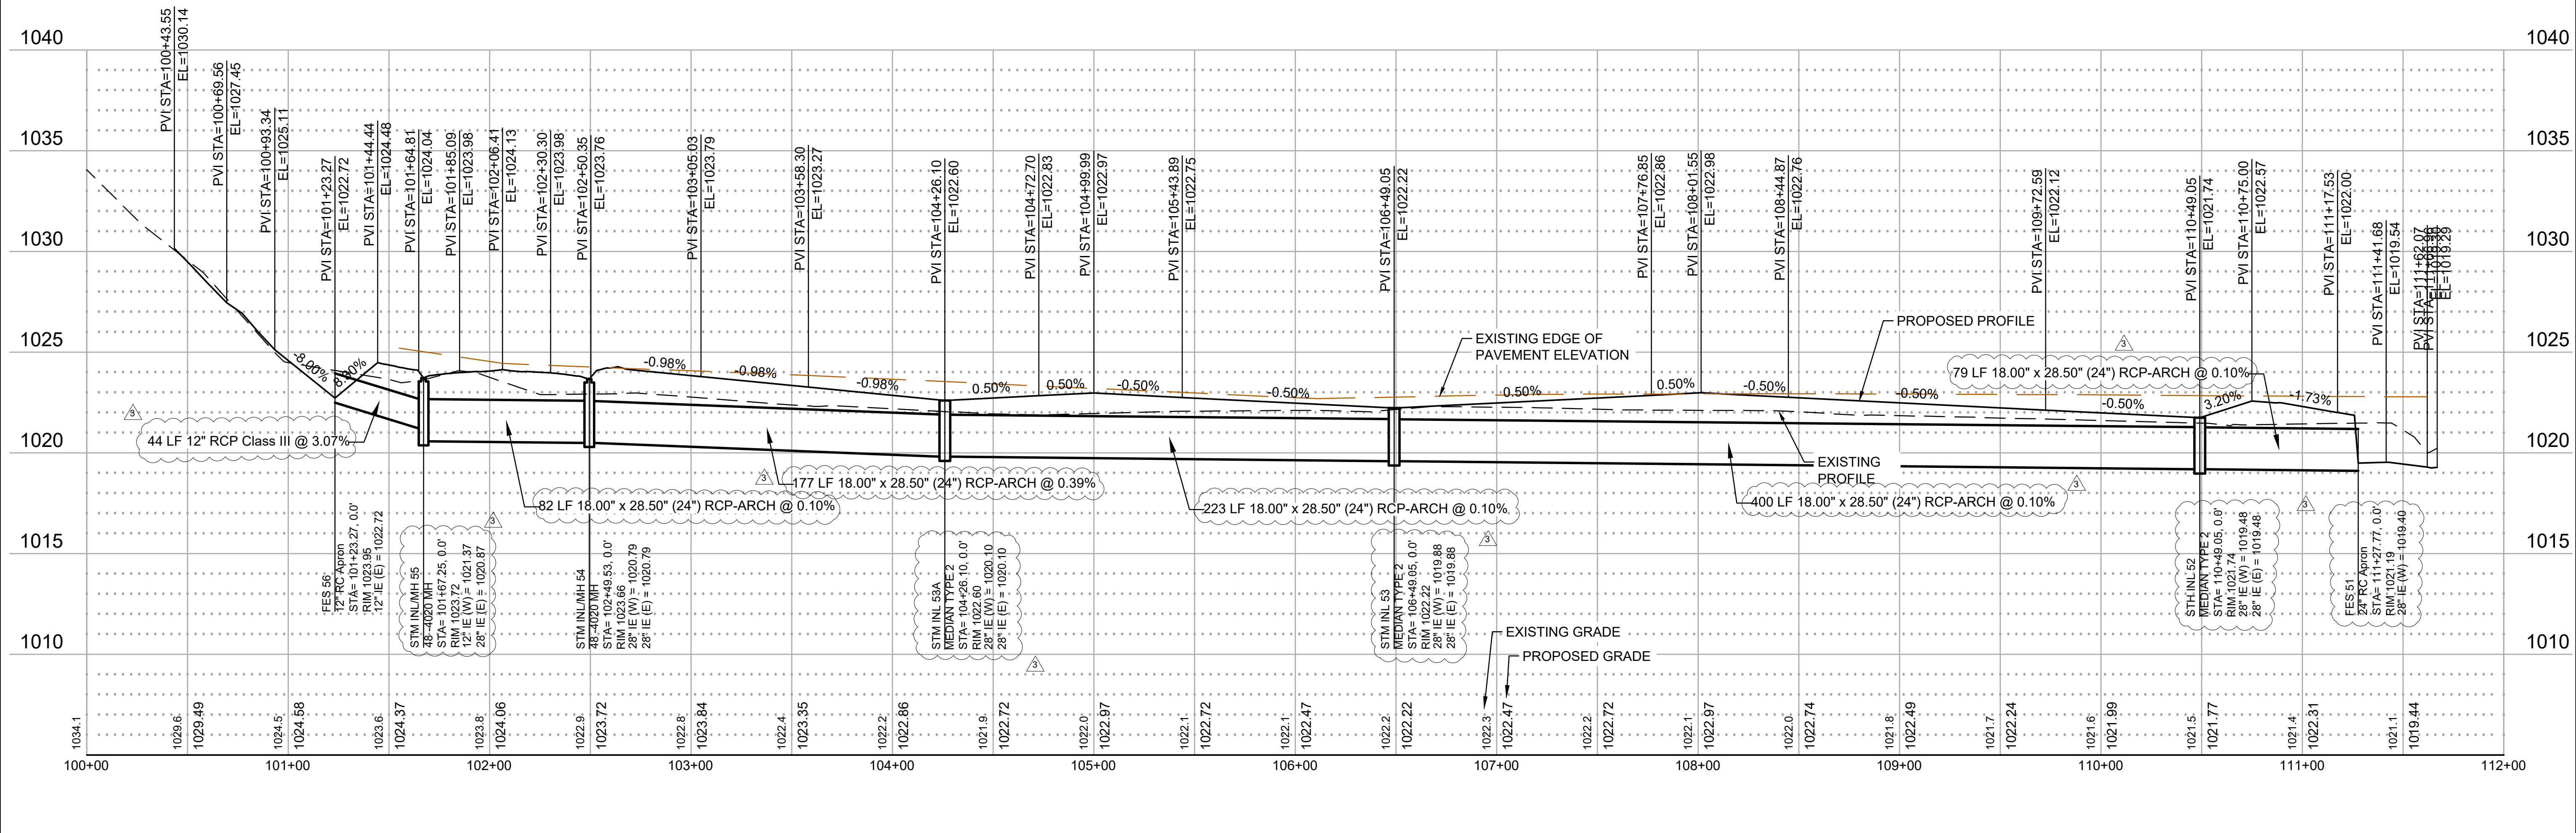 1040
1040
1035
1035
1030
1030
1025
1025
1020
1020
1015
1015
1010
1010
PVI STA=100+43.55
EL=1030.14
PVI STA=100+69.56
EL=1027.45
PVI STA=100+93.34
EL=1025.11
PVI STA=101+23.27
EL=1022.72
PVI STA=101+44.44
EL=1024.48
PVI STA=101+64.81
EL=1024.04
PVI STA=101+85.09
EL=1023.98
PVI STA=102+06.41
EL=1024.13
PVI STA=102+30.30
EL=1023.98
PVI STA=102+50.35
EL=1023.76
PVI STA=103+05.03
EL=1023.79
PVI STA=103+58.30
EL=1023.27
PVI STA=104+26.10
EL=1022.60
PVI STA=104+72.70
EL=1022.83
PVI STA=104+99.99
EL=1022.97
PVI STA=105+43.89
EL=1022.75
PVI STA=106+49.05
EL=1022.22
PVI STA=107+76.85
EL=1022.86
PVI STA=108+01.55
EL=1022.98
PVI STA=108+44.87
EL=1022.76
PVI STA=109+72.59
EL=1022.12
PVI STA=110+49.05
EL=1021.74
PVI STA=110+75.00
EL=1022.57
PVI STA=111+17.53
EL=1022.00
PVI STA=111+41.68
EL=1019.54
PVI STA=111+62.07
EL=1019.29
-8.00%
8.30%
-0.98%
-0.98%
-0.98%
0.50%
0.50%
-0.50%
-0.50%
0.50%
0.50%
-0.50%
-0.50%
-0.50%
3.20%
-1.73%
EXISTING EDGE OF
PAVEMENT ELEVATION
PROPOSED PROFILE
EXISTING
PROFILE
3
79 LF 18.00" x 28.50" (24") RCP-ARCH @ 0.10%
3
44 LF 12" RCP Class III @ 3.07%
3
177 LF 18.00" x 28.50" (24") RCP-ARCH @ 0.39%
82 LF 18.00" x 28.50" (24") RCP-ARCH @ 0.10%
223 LF 18.00" x 28.50" (24") RCP-ARCH @ 0.10%
400 LF 18.00" x 28.50" (24") RCP-ARCH @ 0.10%
3
3
3
3
3
FES 56
12" RC Apron
STA= 101+23.27, 0.0'
RIM 1023.95
12" IE (E) = 1022.72
STM INL/MH 55
48 -4020 MH
STA= 101+67.25, 0.0'
RIM 1023.72
12" IE (W) = 1021.37
28" IE (E) = 1020.87
STM INL/MH 54
48 -4020 MH
STA= 102+49.53, 0.0'
RIM 1023.66
28" IE (W) = 1020.79
28" IE (E) = 1020.79
STM INL 53A
MEDIAN TYPE 2
STA= 104+26.10, 0.0'
RIM 1022.60
28" IE (W) = 1020.10
28" IE (E) = 1020.10
STM INL 53
MEDIAN TYPE 2
STA= 106+49.05, 0.0'
RIM 1022.22
28" IE (W) = 1019.88
28" IE (E) = 1019.88
STH INL 52
MEDIAN TYPE 2
STA= 110+49.05, 0.0'
RIM 1021.74
28" IE (W) = 1019.48
28" IE (E) = 1019.48
FES 51
24" RC Apron
STA= 111+27.77, 0.0'
RIM 1021.19
28" IE (W) = 1019.40
EXISTING GRADE
PROPOSED GRADE
1034.1
1029.6
1029.49
1024.5
1024.58
1023.6
1024.37
1023.8
1024.06
1022.9
1023.72
1022.8
1023.84
1022.4
1023.35
1022.2
1022.86
1021.9
1022.72
1022.0
1022.97
1022.1
1022.72
1022.1
1022.47
1022.2
1022.22
1022.3
1022.47
1022.2
1022.72
1022.1
1022.97
1022.0
1022.74
1021.8
1022.49
1021.7
1022.24
1021.6
1021.99
1021.5
1021.77
1021.4
1022.31
1021.1
1019.44
100+00
101+00
102+00
103+00
104+00
105+00
106+00
107+00
108+00
109+00
110+00
111+00
112+00